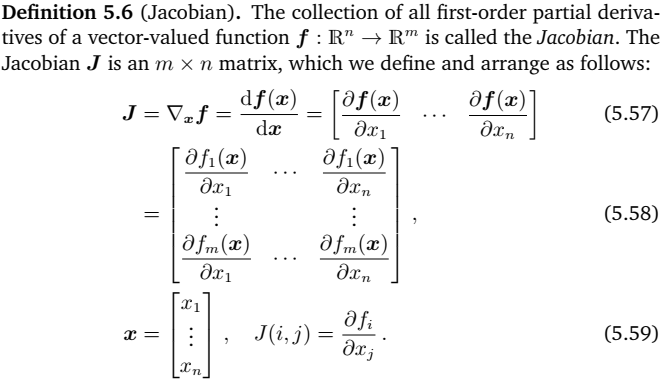 Definition 5.6 (Jacobian). The collection of all first-order partial deriva-
tives of a vector-valued function f : ℝⁿ → ℝᵐ is called the Jacobian. The
Jacobian J is an m × n matrix, which we define and arrange as follows:
J = ∇ₓf = df(x)/dx = [∂f(x)/∂x₁ ⋯ ∂f(x)/∂xₙ] (5.57)
= [∂f₁(x)/∂x₁ ⋯ ∂f₁(x)/∂xₙ
⋮ ⋮
∂fₘ(x)/∂x₁ ⋯ ∂fₘ(x)/∂xₙ] , (5.58)
x = [x₁ ⋮ xₙ] , J(i, j) = ∂fᵢ/∂xⱼ . (5.59)